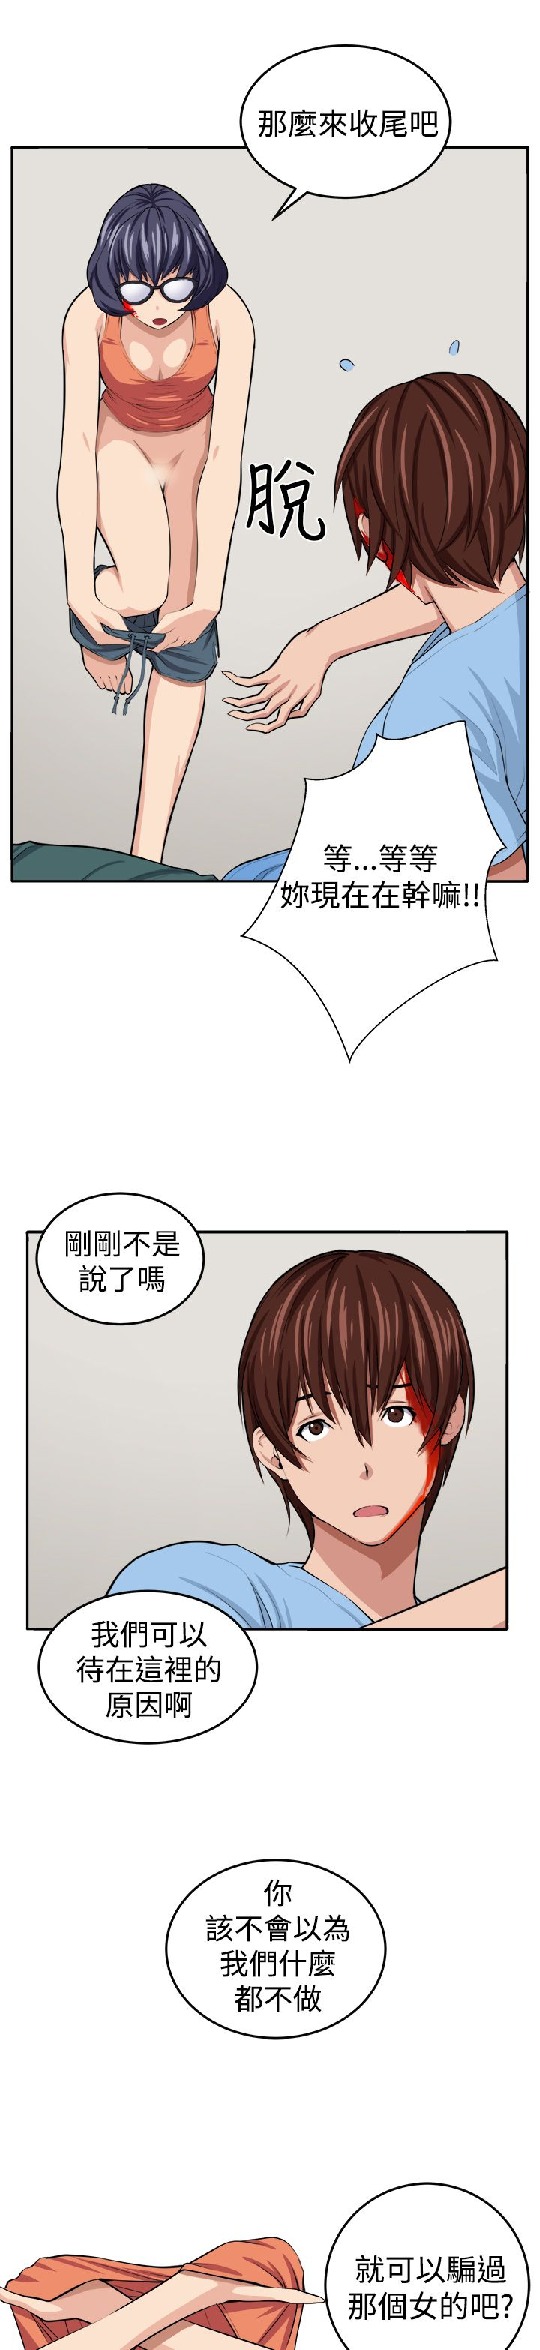 那麼來收尾吧
脫
等...等等
妳現在在幹嘛!!
剛剛不是
說了嗎
我們可以
待在這裡的
原因啊
你
該不會以為
我們什麼
都不做
就可以騙過
那個女的吧?